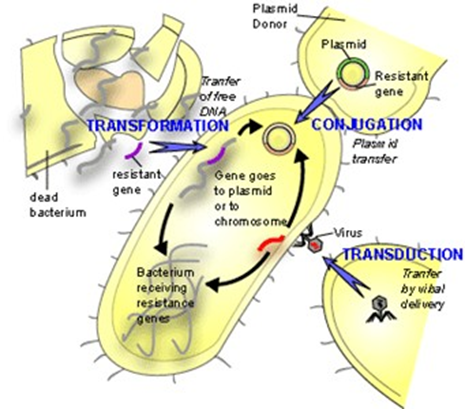 Plasmid
Donor
Plasmid
Resistant
gene
Tranfer
of free
DNA
TRANSFORMATION
CONJUGATION
Plasmid
transfer
resistant
gene
dead
bacterium
Gene goes
to plasmid
or to
chromosome
Virus
TRANSDUCTION
Tranfer
by viral
delivery
Bacterium
receiving
resistance
genes